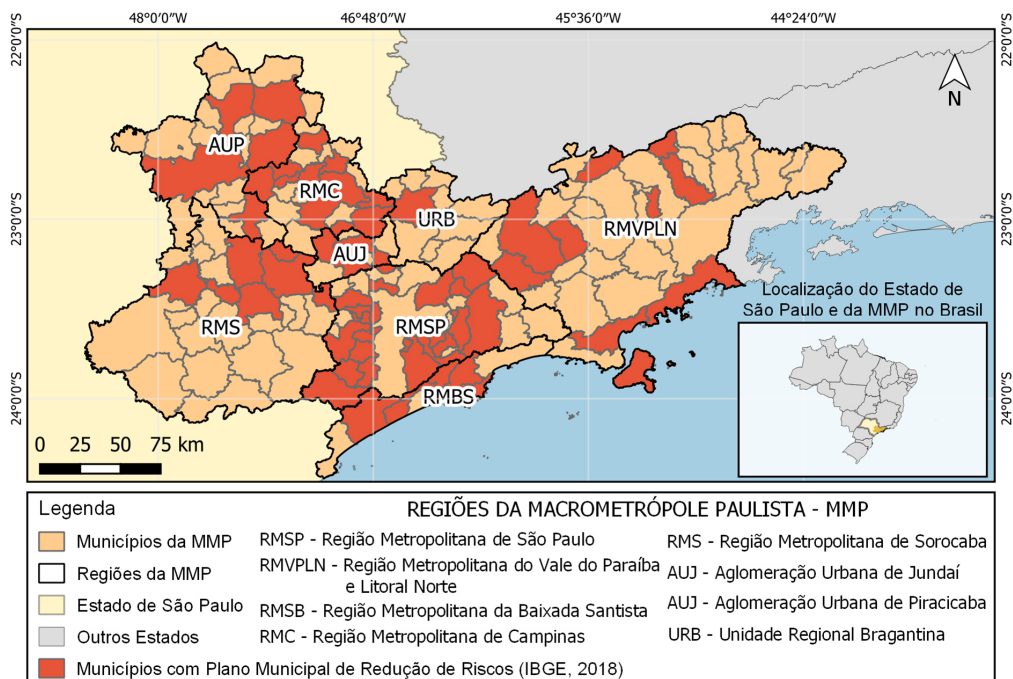 48°0'0"W 46°48'0"W 45°36'0"W 44°24'0"W
22°0'0"S
22°0'0"S
N
AUP
RMC
URB
23°0'0"S
23°0'0"S
RMVPLN
AUJ
Localização do Estado de
São Paulo e da MMP no Brasil
RMS
RMSP
RMBS
24°0'0"S
24°0'0"S
0 25 50 75 km
Legenda
Municípios da MMP
Regiões da MMP
Estado de São Paulo
Outros Estados
Municípios com Plano Municipal de Redução de Riscos (IBGE, 2018)
REGIÕES DA MACROMETRÓPOLE PAULISTA - MMP
RMSP - Região Metropolitana de São Paulo
RMVPLN - Região Metropolitana do Vale do Paraíba
e Litoral Norte
RMSB - Região Metropolitana da Baixada Santista
RMC - Região Metropolitana de Campinas
RMS - Região Metropolitana de Sorocaba
AUJ - Aglomeração Urbana de Jundaí
AUJ - Aglomeração Urbana de Piracicaba
URB - Unidade Regional Bragantina